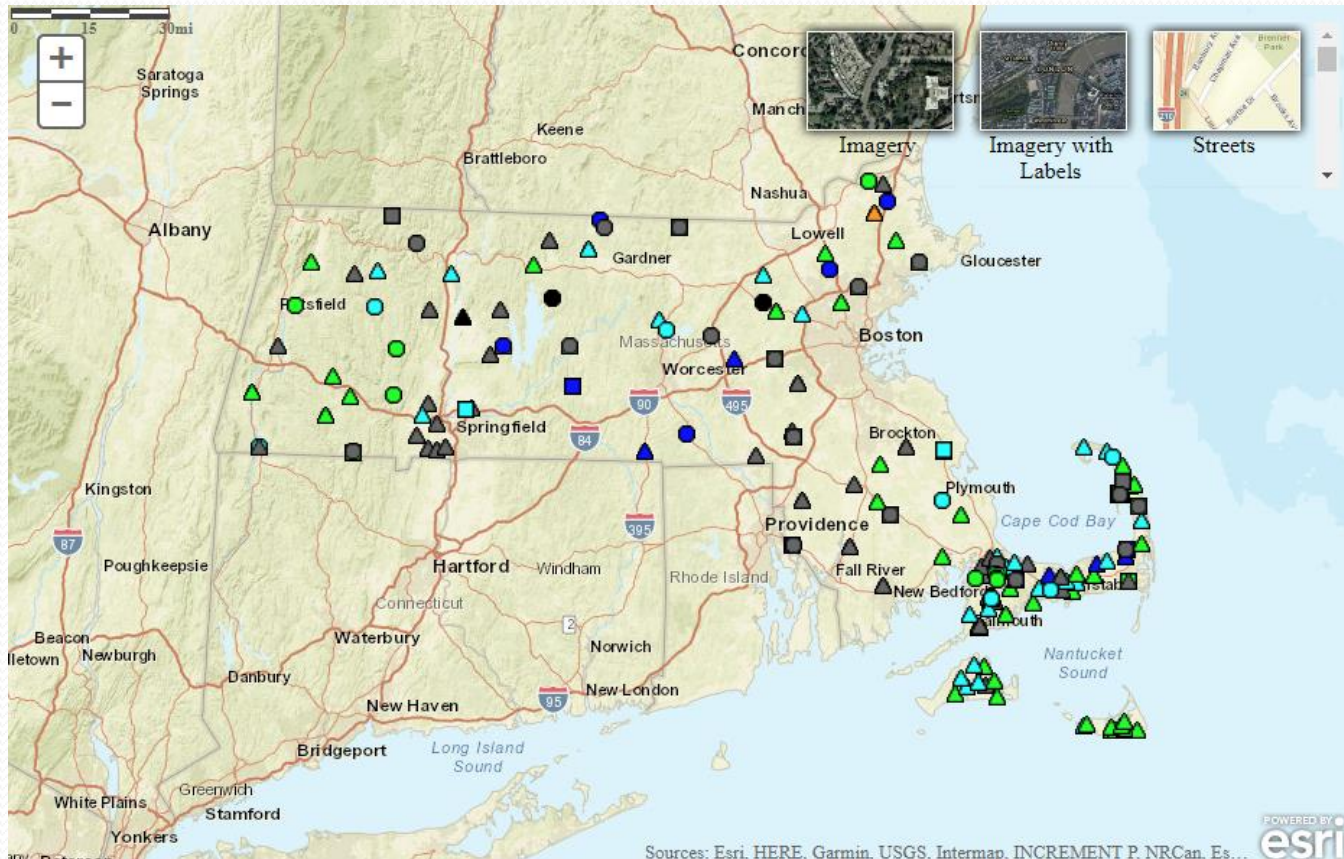 0 15 30mi
+
−
Saratoga
Springs
Concor
Manch
Keene
Brattleboro
Nashua
Albany
Lowell
Gardner
Gloucester
Boston
Massachusetts
Worcester
90
495
Springfield
84
Brockton
Plymouth
Cape Cod Bay
Kingston
87
395
Providence
Poughkeepsie
Hartford
Windham
Rhode Island
Fall River
New Bedford
Connecticut
2
Beacon
lletown
Newburgh
Waterbury
Norwich
Nantucket
Sound
Danbury
New London
95
New Haven
Bridgeport
Long Island
Sound
Greenwich
White Plains
Stamford
Yonkers
Imagery
Imagery with
Labels
Streets
Sources: Esri, HERE, Garmin, USGS, Intermap, INCREMENT P, NRCan, Es...
POWERED BY
esri